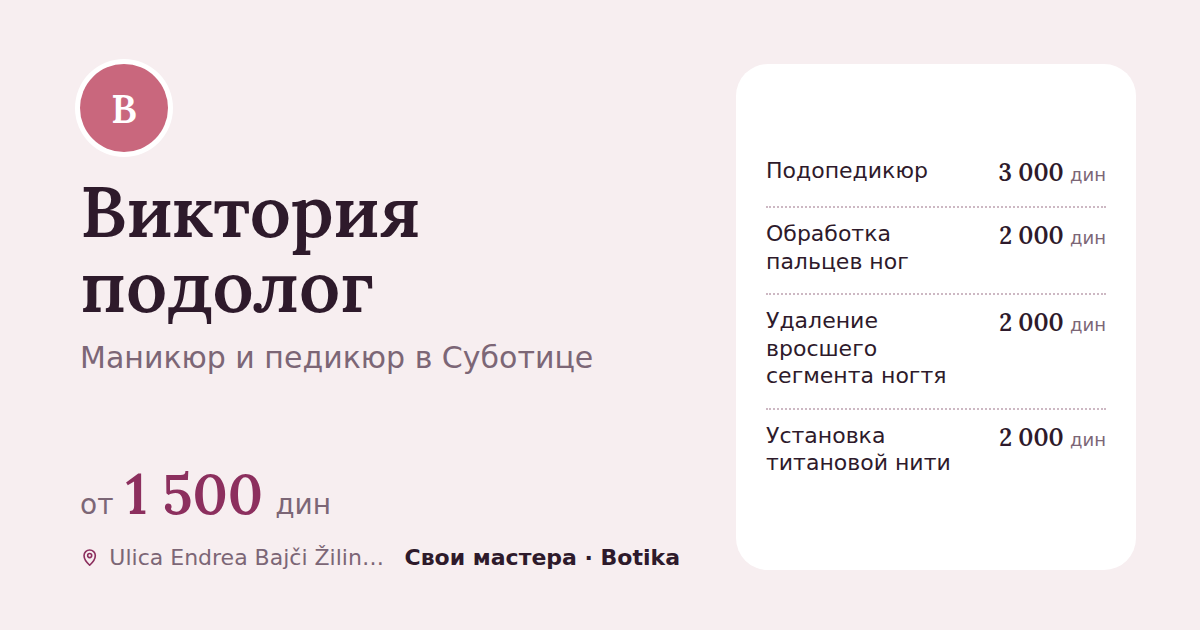 В
Виктория
подолог
Маникюр и педикюр в Суботице
от 1 500 дин
Ulica Endrea Bajči Žilin... Свои мастера · Botika
Подопедикюр 3 000 дин
Обработка 2 000 дин
пальцев ног
Удаление 2 000 дин
вросшего
сегмента ногтя
Установка 2 000 дин
титановой нити